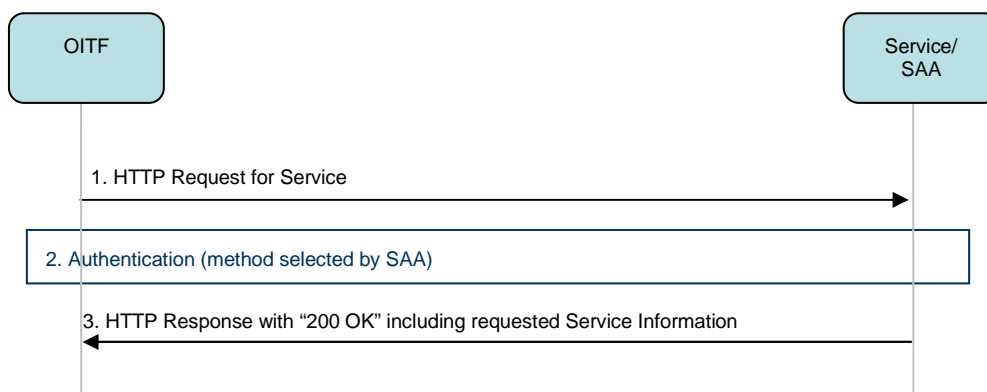 OITF
Service/
SAA
1. HTTP Request for Service
2. Authentication (method selected by SAA)
3. HTTP Response with “200 OK” including requested Service Information